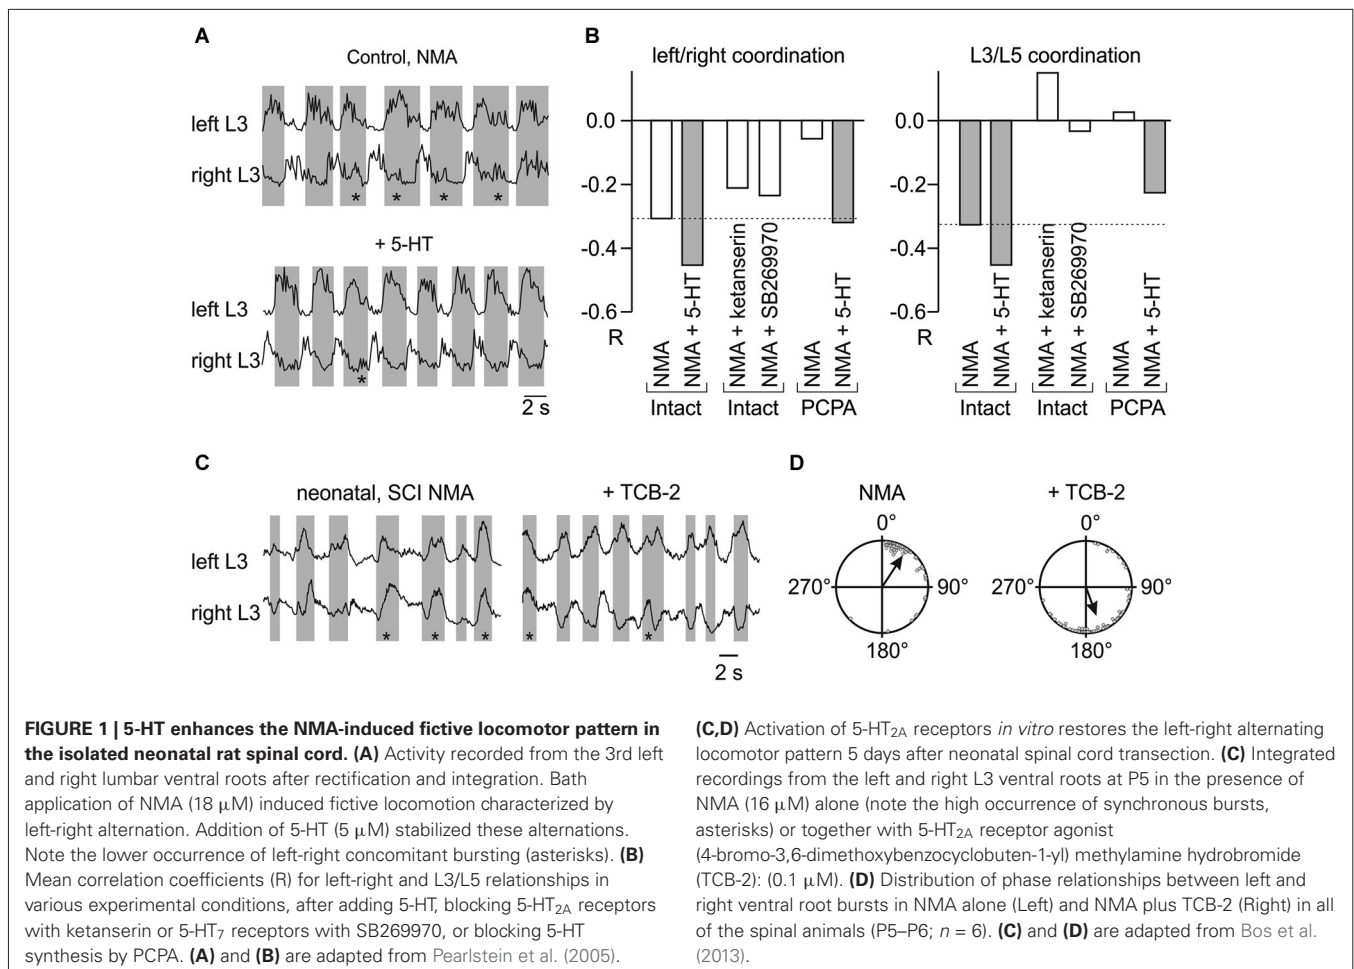 A
Control, NMA
left L3
right L3
* * * *
+ 5-HT
left L3
right L3
*
2 s
B
left/right coordination
0.0
-0.2
-0.4
-0.6
R
NMA
NMA + 5-HT
NMA + ketanserin
NMA + SB269970
NMA
NMA + 5-HT
Intact
Intact
PCPA
L3/L5 coordination
0.0
-0.2
-0.4
-0.6
R
NMA
NMA + 5-HT
NMA + ketanserin
NMA + SB269970
NMA
NMA + 5-HT
Intact
Intact
PCPA
C
neonatal, SCI NMA
+ TCB-2
left L3
right L3
* * * * *
2 s
D
NMA
0°
270°
90°
180°
+ TCB-2
0°
270°
90°
180°
FIGURE 1 | 5-HT enhances the NMA-induced fictive locomotor pattern in
the isolated neonatal rat spinal cord. (A) Activity recorded from the 3rd left
and right lumbar ventral roots after rectification and integration. Bath
application of NMA (18 μM) induced fictive locomotion characterized by
left-right alternation. Addition of 5-HT (5 μM) stabilized these alternations.
Note the lower occurrence of left-right concomitant bursting (asterisks). (B)
Mean correlation coefficients (R) for left-right and L3/L5 relationships in
various experimental conditions, after adding 5-HT, blocking 5-HT2A receptors
with ketanserin or 5-HT7 receptors with SB269970, or blocking 5-HT
synthesis by PCPA. (A) and (B) are adapted from Pearlstein et al. (2005).
(C,D) Activation of 5-HT2A receptors in vitro restores the left-right alternating
locomotor pattern 5 days after neonatal spinal cord transection. (C) Integrated
recordings from the left and right L3 ventral roots at P5 in the presence of
NMA (16 μM) alone (note the high occurrence of synchronous bursts,
asterisks) or together with 5-HT2A receptor agonist
(4-bromo-3,6-dimethoxybenzocyclobuten-1-yl) methylamine hydrobromide
(TCB-2): (0.1 μM). (D) Distribution of phase relationships between left and
right ventral root bursts in NMA alone (Left) and NMA plus TCB-2 (Right) in all
of the spinal animals (P5–P6; n = 6). (C) and (D) are adapted from Bos et al.
(2013).